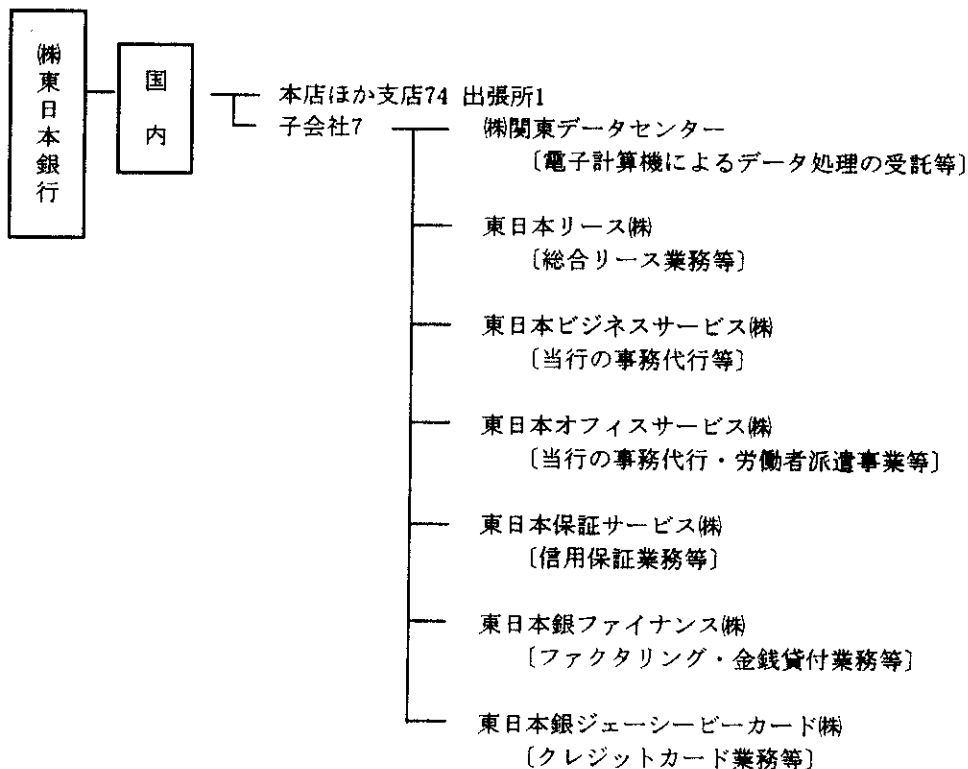 ㈱東日本銀行
国内
本店ほか支店74 出張所1
子会社7
㈱関東データセンター
〔電子計算機によるデータ処理の受託等〕
東日本リース㈱
〔総合リース業務等〕
東日本ビジネスサービス㈱
〔当行の事務代行等〕
東日本オフィスサービス㈱
〔当行の事務代行・労働者派遣事業等〕
東日本保証サービス㈱
〔信用保証業務等〕
東日本銀ファイナンス㈱
〔ファクタリング・金銭貸付業務等〕
東日本銀ジェーシービーカード㈱
〔クレジットカード業務等〕